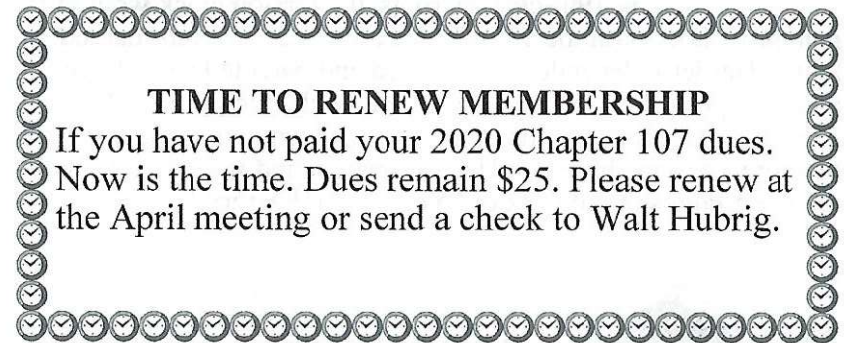 TIME TO RENEW MEMBERSHIP
If you have not paid your 2020 Chapter 107 dues.
Now is the time. Dues remain $25. Please renew at
the April meeting or send a check to Walt Hubrig.